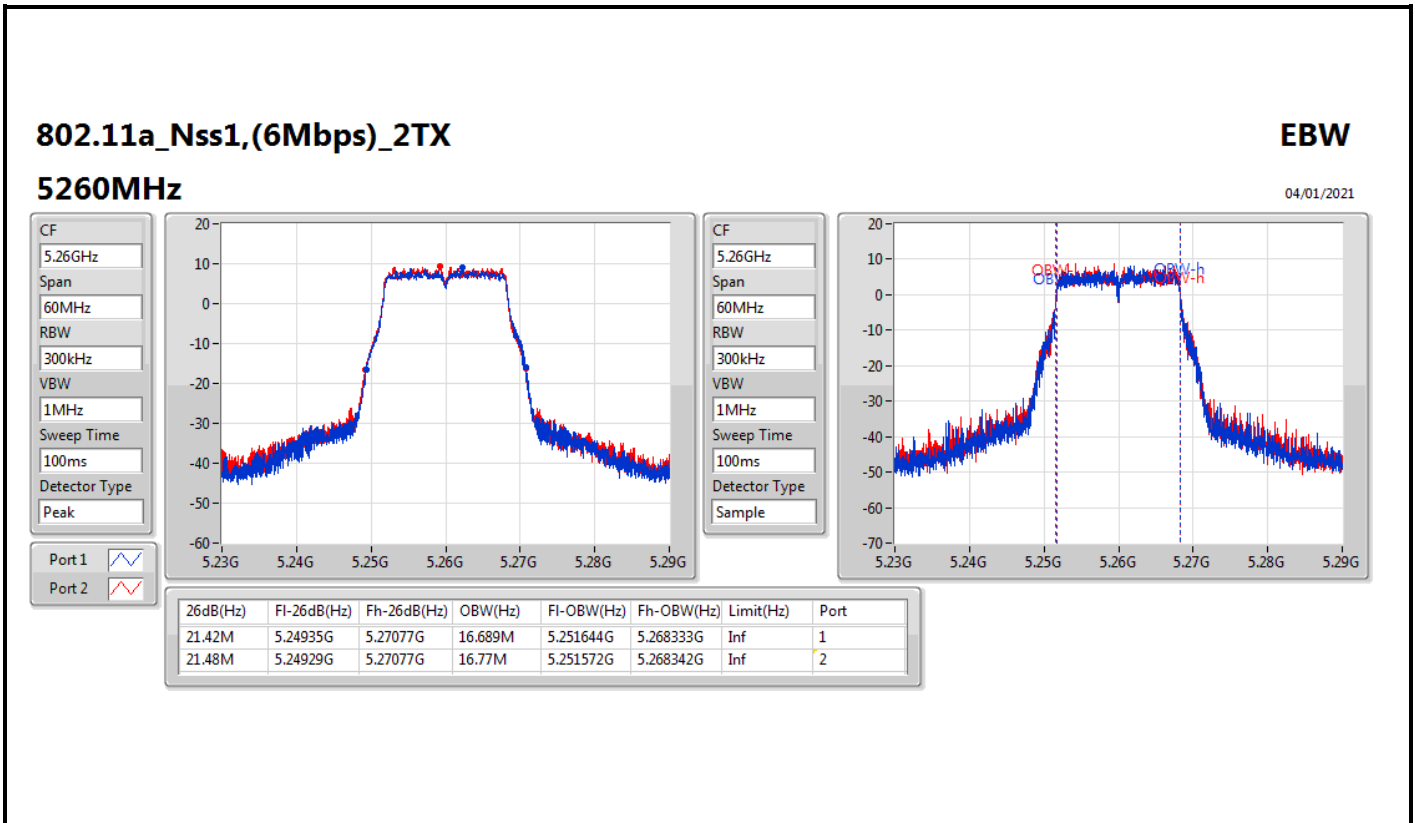 802.11a_Nss1,(6Mbps)_2TX
EBW
5260MHz
04/01/2021
CF
5.26GHz
Span
60MHz
RBW
300kHz
VBW
1MHz
Sweep Time
100ms
Detector Type
Peak
Port 1
Port 2
20
10
0
-10
-20
-30
-40
-50
-60
5.23G 5.24G 5.25G 5.26G 5.27G 5.28G 5.29G
CF
5.26GHz
Span
60MHz
RBW
300kHz
VBW
1MHz
Sweep Time
100ms
Detector Type
Sample
20
10
0
-10
-20
-30
-40
-50
-60
-70
OBW-h
5.23G 5.24G 5.25G 5.26G 5.27G 5.28G 5.29G
26dB(Hz) Fl-26dB(Hz) Fh-26dB(Hz) OBW(Hz) Fl-OBW(Hz) Fh-OBW(Hz) Limit(Hz) Port
21.42M 5.24935G 5.27077G 16.689M 5.251644G 5.268333G Inf 1
21.48M 5.24929G 5.27077G 16.77M 5.251572G 5.268342G Inf 2